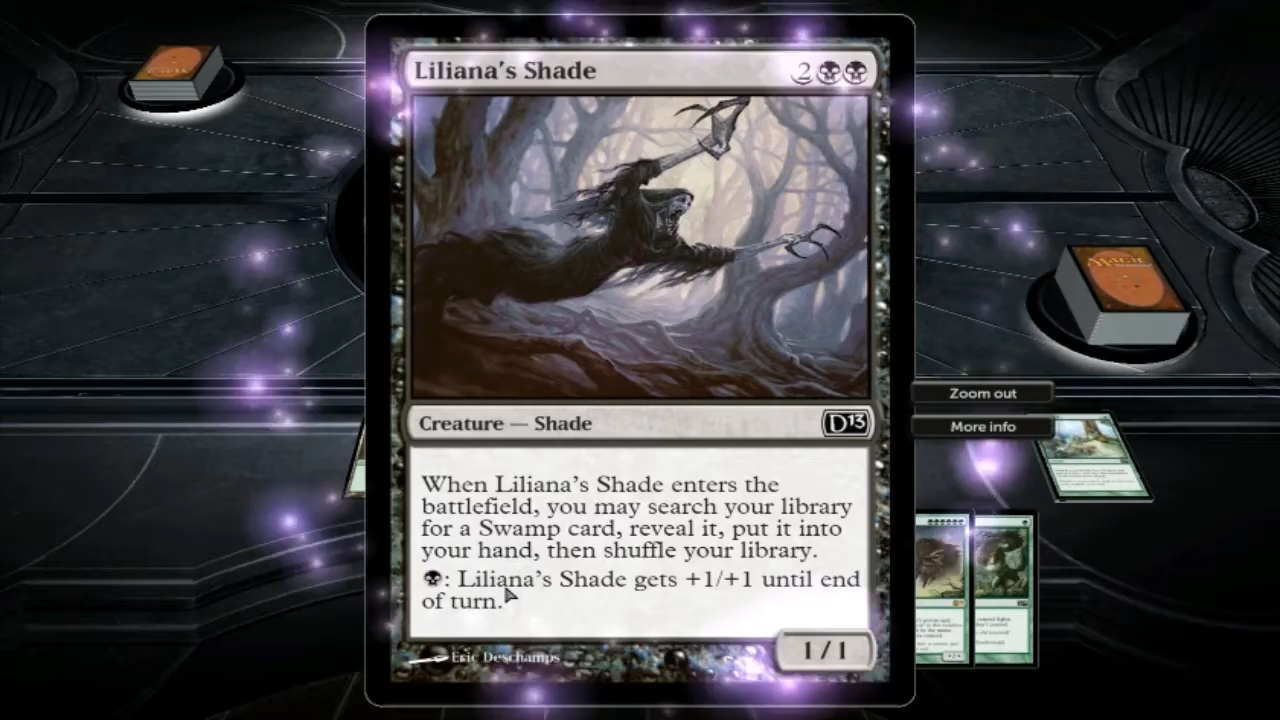 Liliana's Shade 2
Creature — Shade D13
When Liliana's Shade enters the
battlefield, you may search your library
for a Swamp card, reveal it, put it into
your hand, then shuffle your library.
: Liliana's Shade gets +1/+1 until end
of turn.
Eric Deschamps
1/1
Zoom out
More info